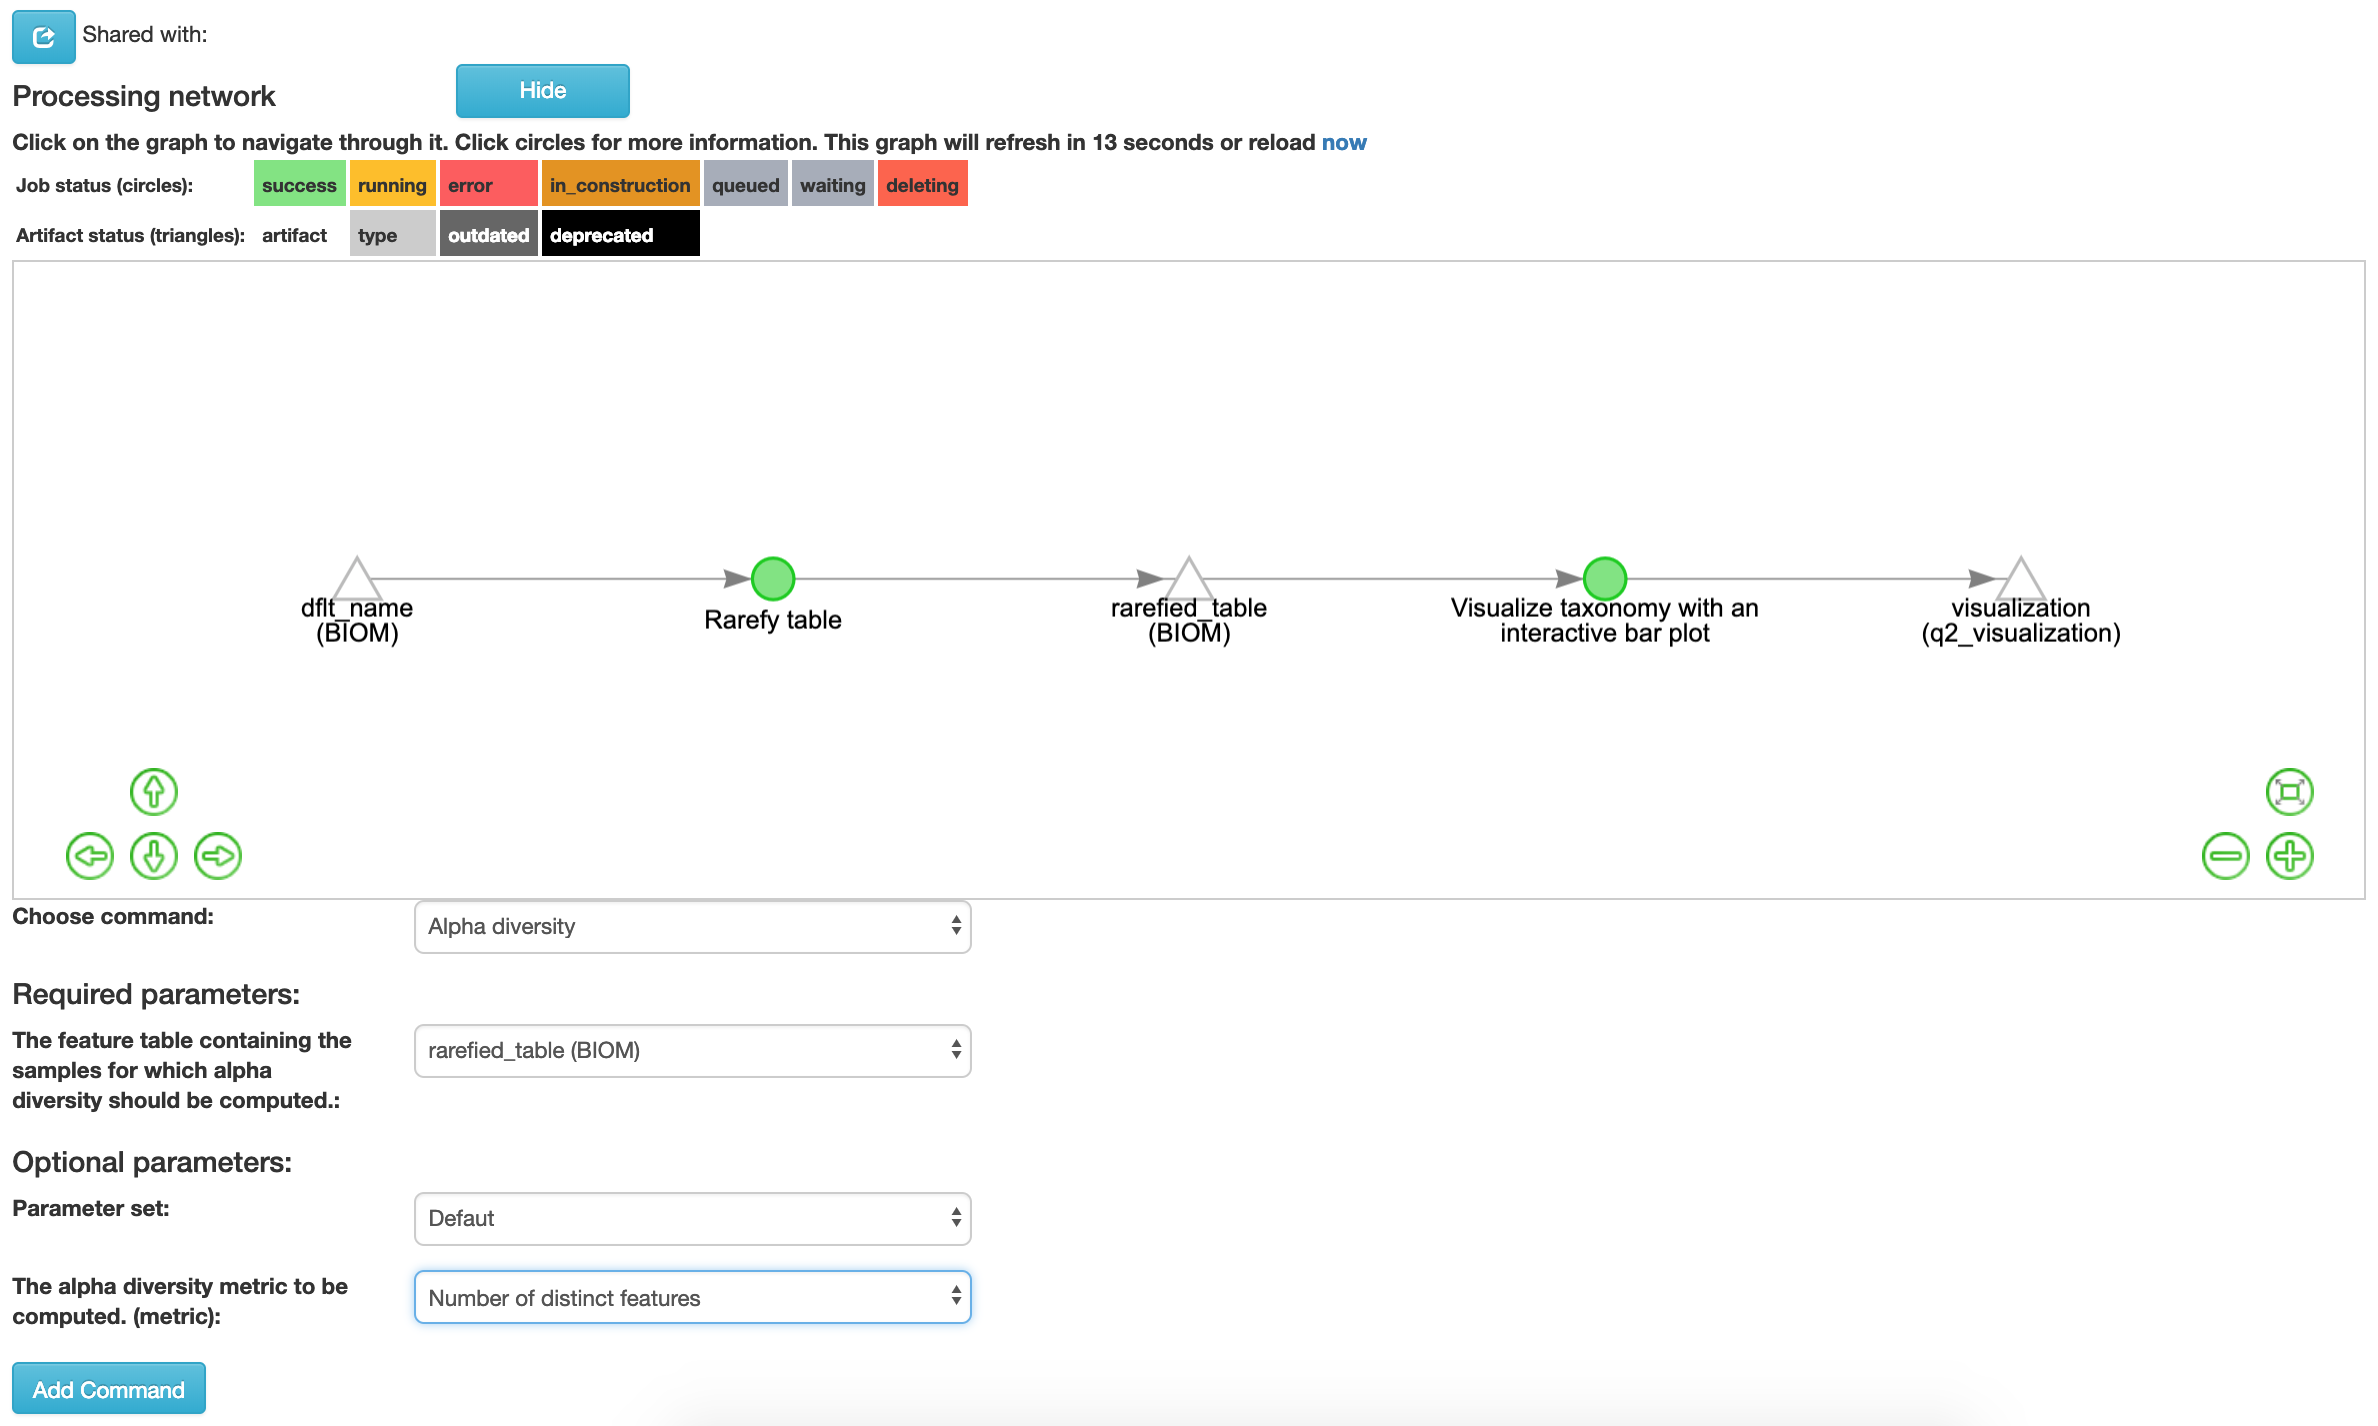 Shared with:
Processing network
Hide
Click on the graph to navigate through it. Click circles for more information. This graph will refresh in 13 seconds or reload now
Job status (circles): success running error in_construction queued waiting deleting
Artifact status (triangles): artifact type outdated deprecated
dflt_name
(BIOM)
Rarefy table
rarefied_table
(BIOM)
Visualize taxonomy with an
interactive bar plot
visualization
(q2_visualization)
Choose command:
Alpha diversity
Required parameters:
The feature table containing the
samples for which alpha
diversity should be computed.:
rarefied_table (BIOM)
Optional parameters:
Parameter set:
Defaut
The alpha diversity metric to be
computed. (metric):
Number of distinct features
Add Command